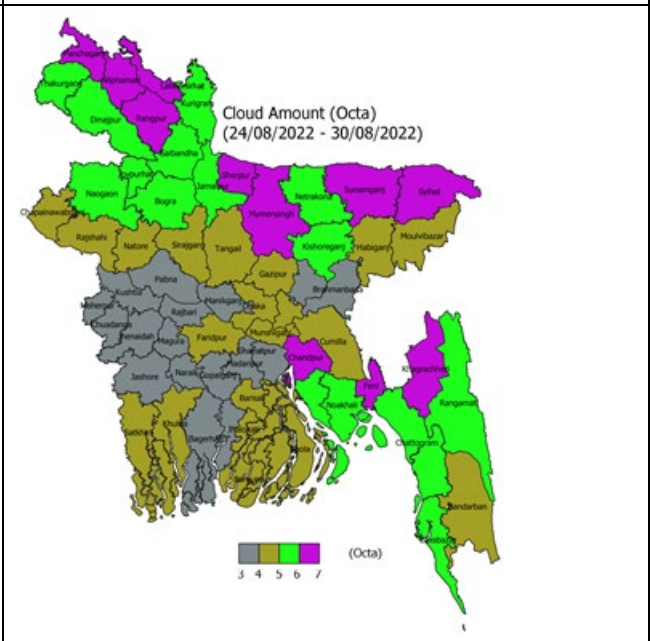 Panchagarh
Nilphamari
Thakurgaon
Kurigram
Dinajpur
Rangpur
Cloud Amount (Octa)
(24/08/2022 - 30/08/2022)
Gaibandha
Sherpur
Sunamganj
Sylhet
Naogaon
Bogra
Jamalpur
Netrakona
Mymensingh
Rajshahi
Natore
Sirajganj
Tangail
Kishoreganj
Habiganj
Moulvibazar
Gazipur
Pabna
Kushtia
Manikganj
Brahmanbaria
Rajbari
Dhaka
Chuadanga
Jhenaidah
Magura
Faridpur
Munshiganj
Cumilla
Shariatpur
Madaripur
Chandpur
Jashore
Narail
Gopalganj
Feni
Khagrachhari
Rangamati
Satkhira
Khulna
Barisal
Noakhali
Bagerhat
Bhola
Chattogram
Bandarban
(Octa)
3 4 5 6 7